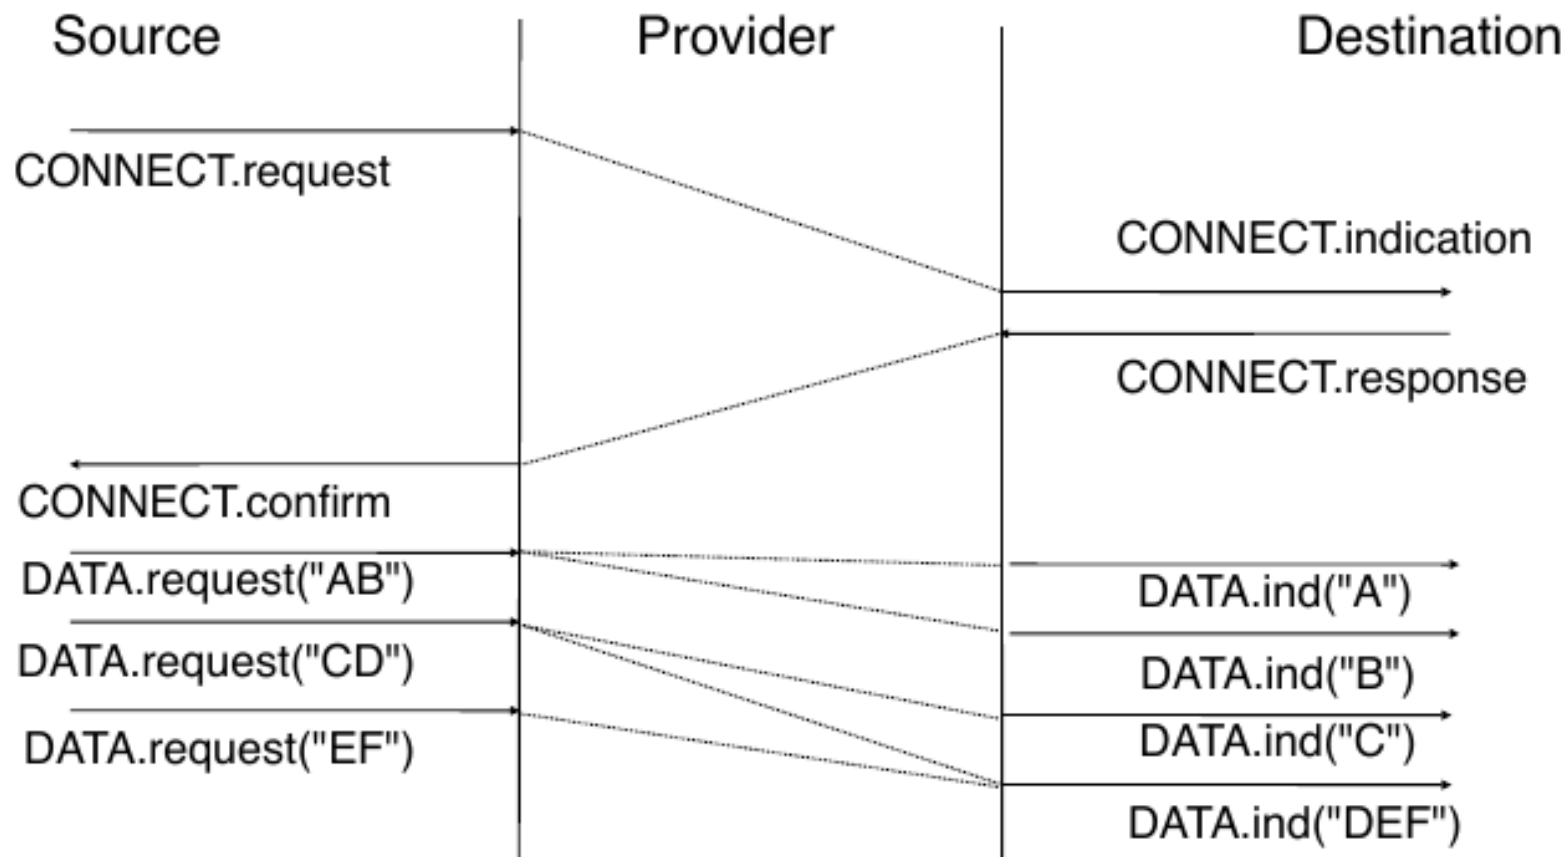 Source
Provider
Destination
CONNECT.request
CONNECT.indication
CONNECT.response
CONNECT.confirm
DATA.request("AB")
DATA.ind("A")
DATA.request("CD")
DATA.ind("B")
DATA.request("EF")
DATA.ind("C")
DATA.ind("DEF")